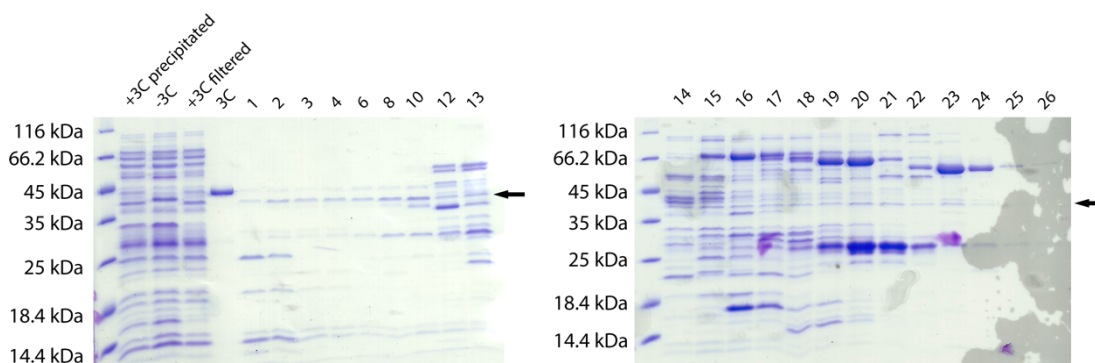 +3C precipitated
-3C
+3C filtered
3C
1 2 3 4 6 8 10 12 13
116 kDa
66.2 kDa
45 kDa
35 kDa
25 kDa
18.4 kDa
14.4 kDa
14 15 16 17 18 19 20 21 22 23 24 25 26
116 kDa
66.2 kDa
45 kDa
35 kDa
25 kDa
18.4 kDa
14.4 kDa